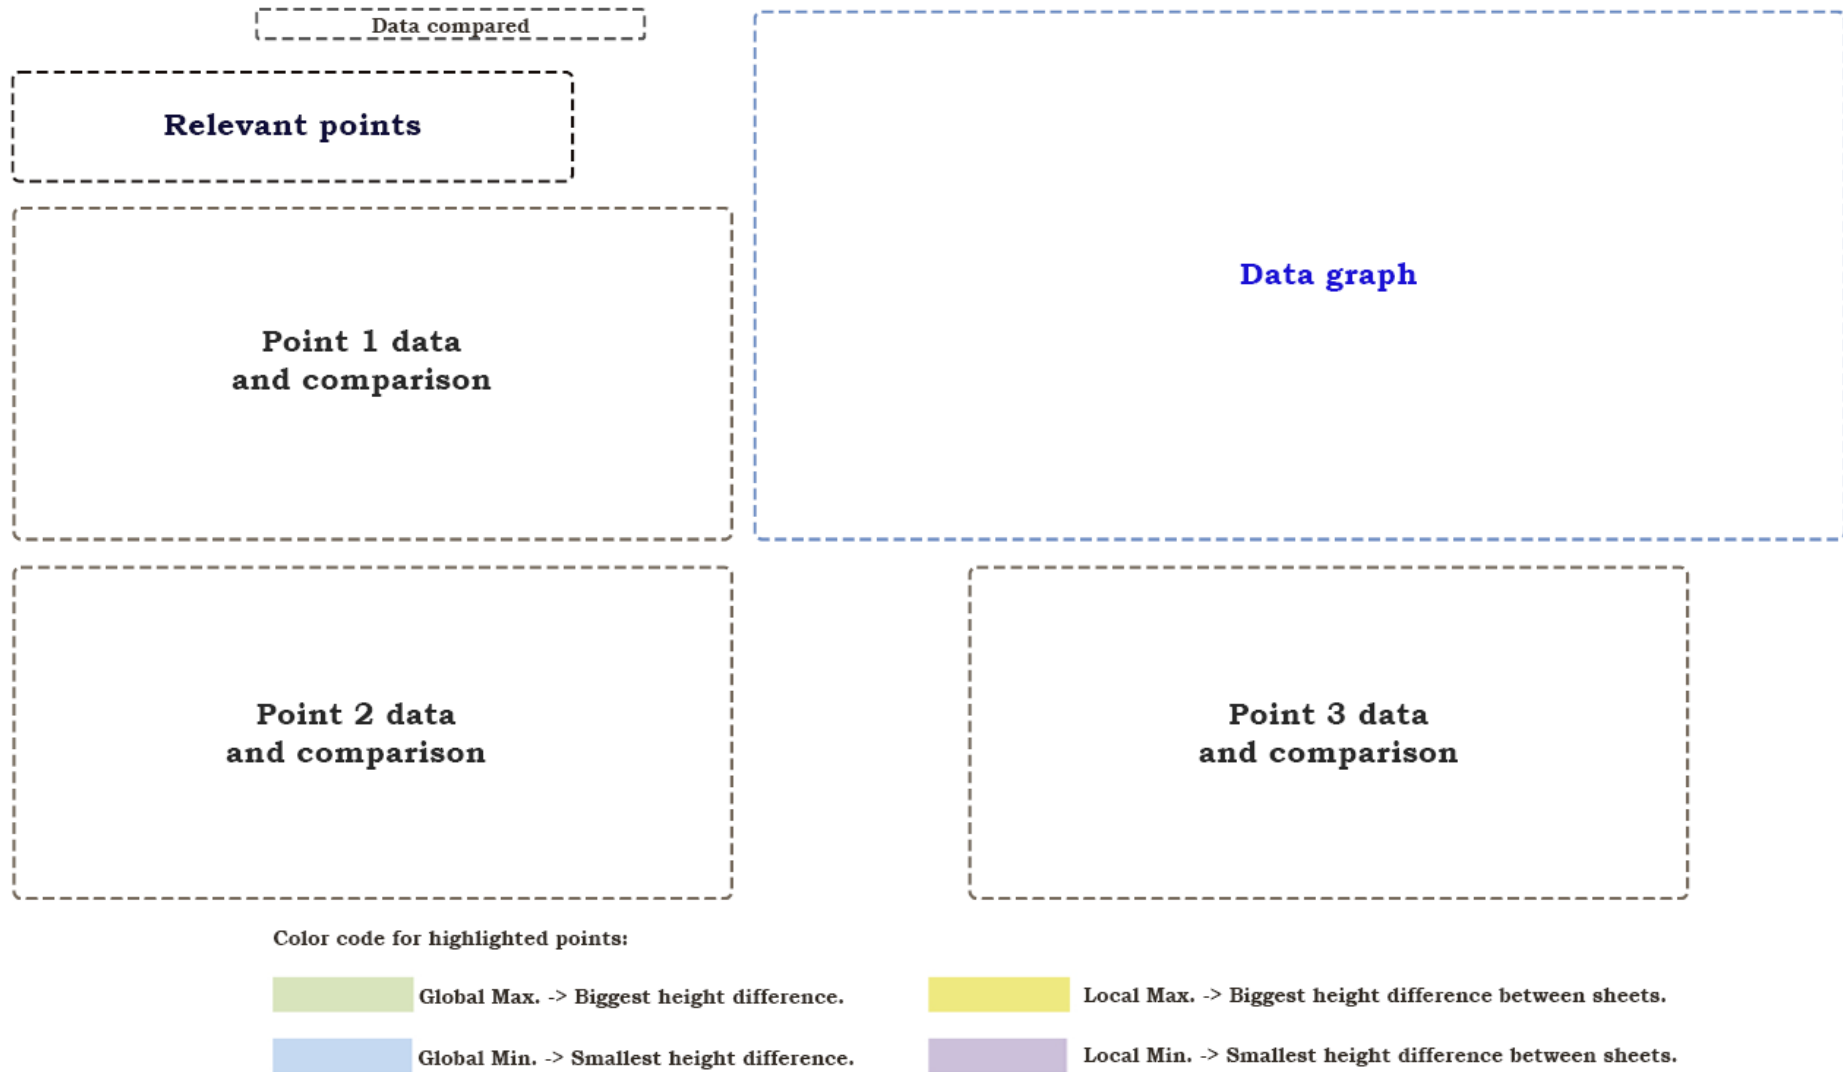 Data compared
Relevant points
Data graph
Point 1 data
and comparison
Point 2 data
and comparison
Point 3 data
and comparison
Color code for highlighted points:
Global Max. -> Biggest height difference.
Local Max. -> Biggest height difference between sheets.
Global Min. -> Smallest height difference.
Local Min. -> Smallest height difference between sheets.